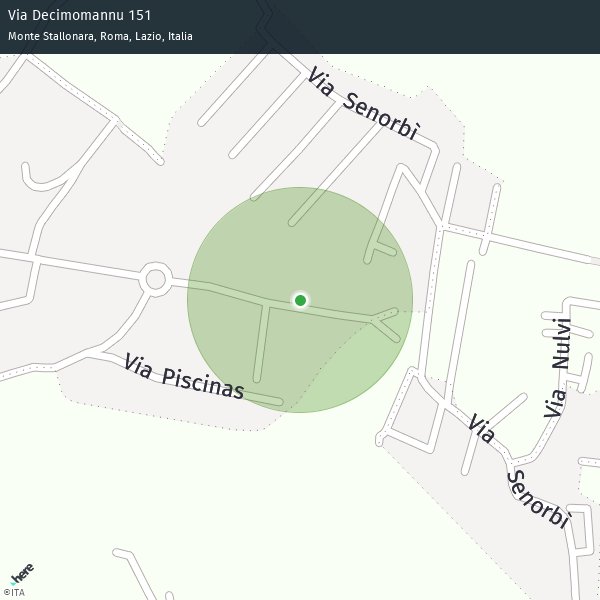 Via Decimomannu 151
Monte Stallonara, Roma, Lazio, Italia
Via Senorbì
Via Nulvi
Via Piscinas
Via Senorbì
here
©ITA